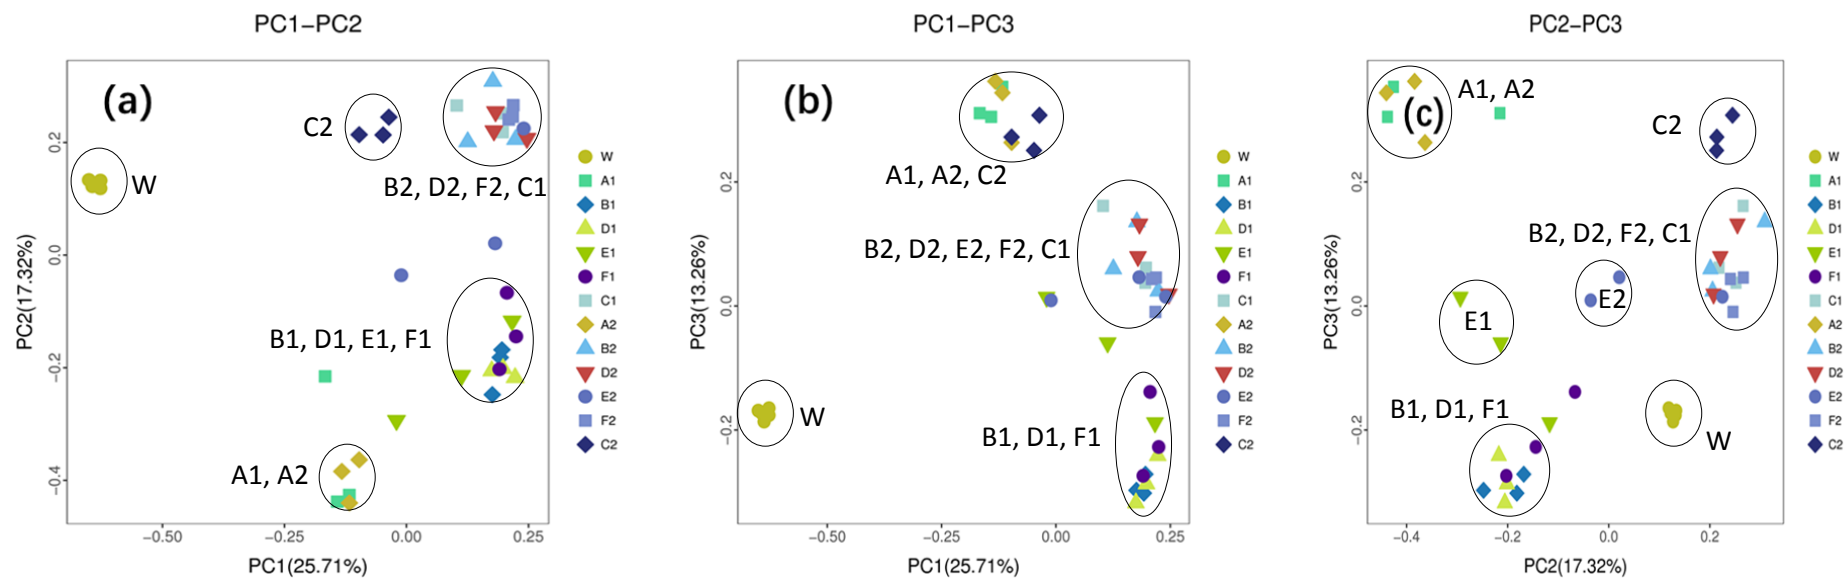 PC1−PC2
(a)
C2
W
B2, D2, F2, C1
B1, D1, E1, F1
A1, A2
0.2
0.0
−0.2
−0.4
PC2(17.32%)
−0.50
−0.25
0.00
0.25
PC1(25.71%)
W
A1
B1
D1
E1
F1
C1
A2
B2
D2
E2
F2
C2
PC1−PC3
(b)
A1, A2, C2
B2, D2, E2, F2, C1
W
B1, D1, F1
0.2
0.0
−0.2
PC3(13.26%)
−0.50
−0.25
0.00
0.25
PC1(25.71%)
W
A1
B1
D1
E1
F1
C1
A2
B2
D2
E2
F2
C2
PC2−PC3
A1, A2
(c)
C2
B2, D2, F2, C1
E2
E1
B1, D1, F1
W
0.2
0.0
−0.2
PC3(13.26%)
−0.4
−0.2
0.0
0.2
PC2(17.32%)
W
A1
B1
D1
E1
F1
C1
A2
B2
D2
E2
F2
C2